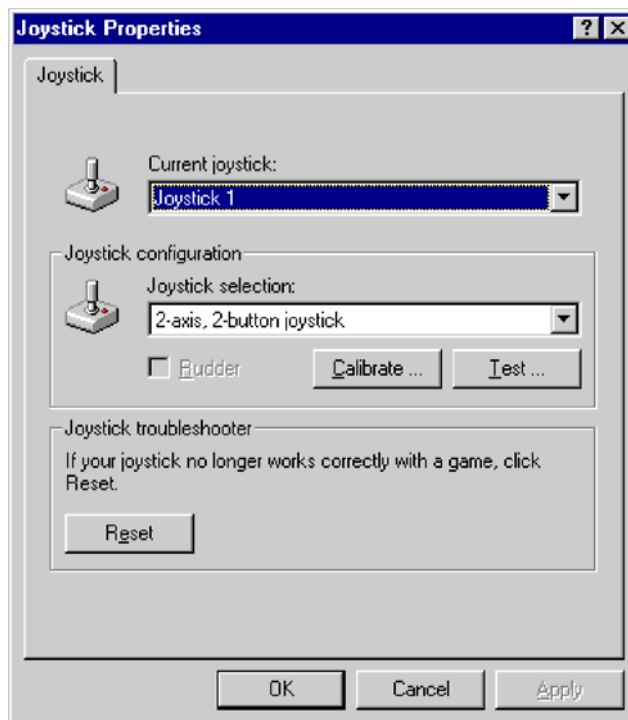 Joystick Properties
Joystick
Current joystick:
Joystick 1
Joystick configuration
Joystick selection:
2-axis, 2-button joystick
Rudder
Calibrate ...
Test ...
Joystick troubleshooter
If your joystick no longer works correctly with a game, click
Reset.
Reset
OK
Cancel
Apply